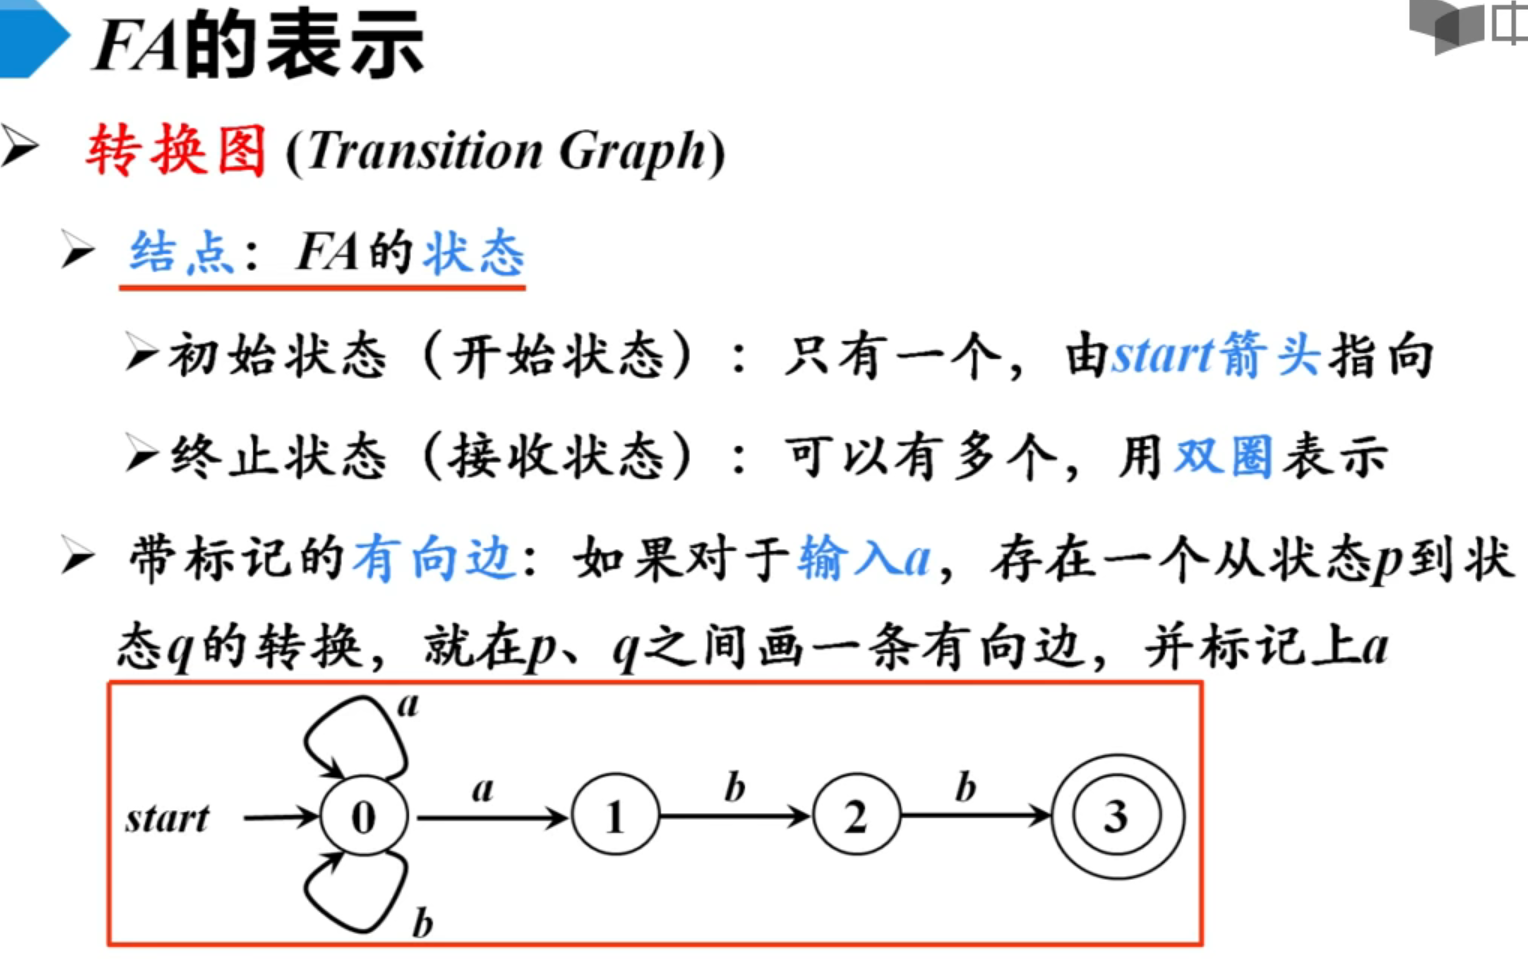 FA的表示
中
转换图 (Transition Graph)
结点：FA的状态
初始状态（开始状态）：只有一个，由start箭头指向
终止状态（接收状态）：可以有多个，用双圈表示
带标记的有向边：如果对于输入a，存在一个从状态p到状
态q的转换，就在p、q之间画一条有向边，并标记上a
a
start 0 a 1 b 2 b 3
b